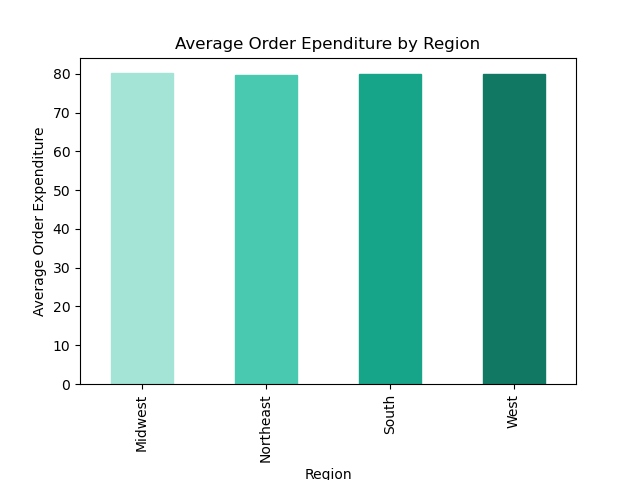 Average Order Ependiture by Region
80
70
60
50
40
30
20
10
0
Average Order Expenditure
Midwest
Northeast
South
West
Region